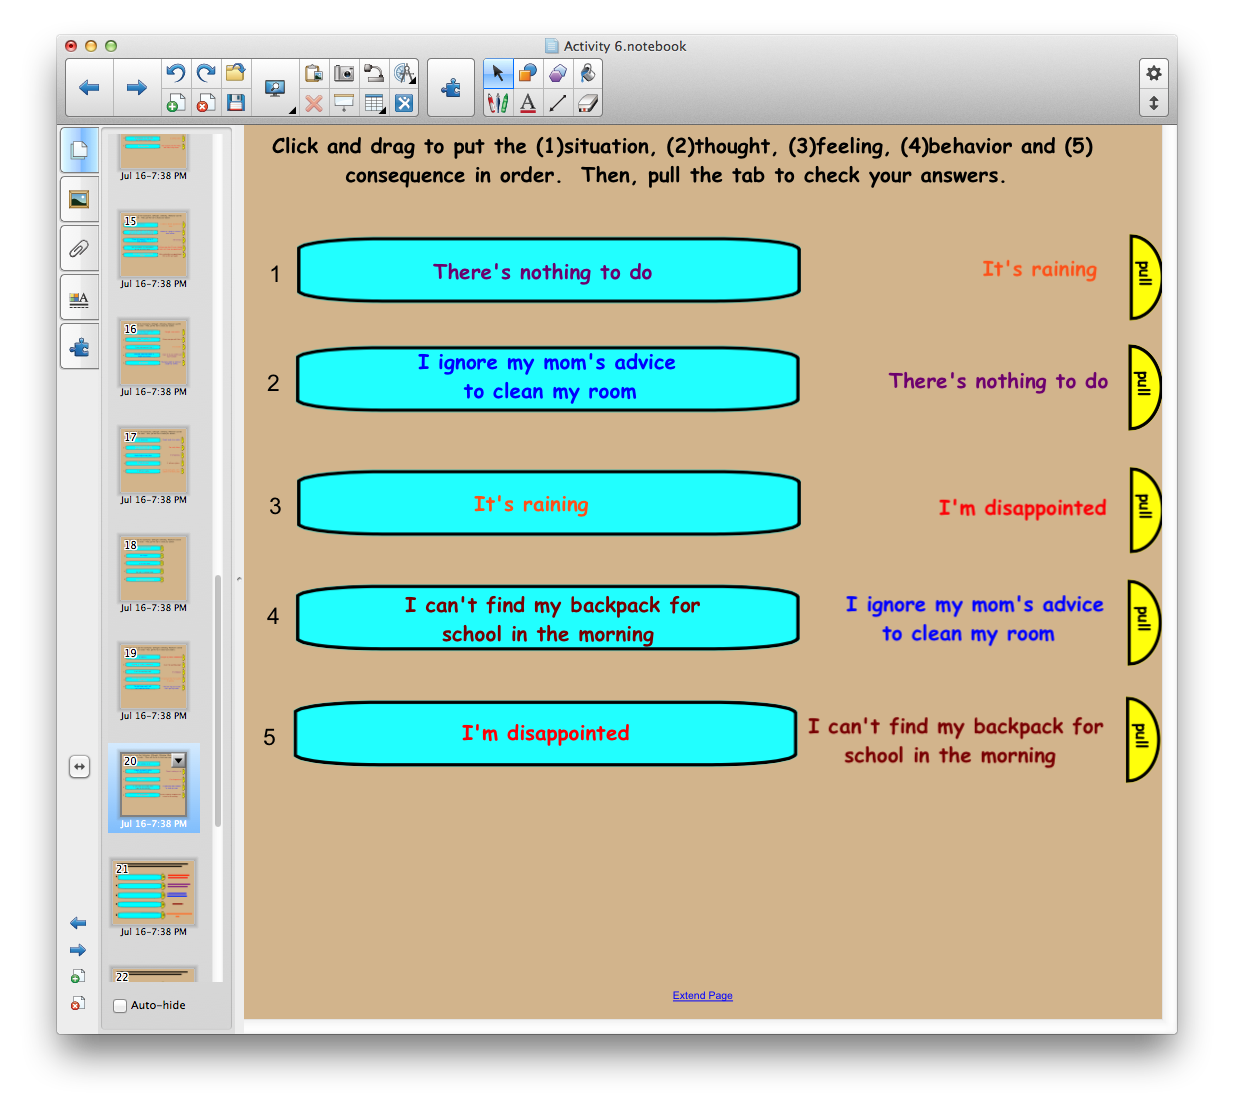 Activity 6.notebook
Click and drag to put the (1)situation, (2)thought, (3)feeling, (4)behavior and (5)
consequence in order.  Then, pull the tab to check your answers.
1
There's nothing to do
It's raining
pull
2
I ignore my mom's advice
to clean my room
There's nothing to do
pull
3
It's raining
I'm disappointed
pull
4
I can't find my backpack for
school in the morning
I ignore my mom's advice
to clean my room
pull
5
I'm disappointed
I can't find my backpack for
school in the morning
pull
Extend Page
Jul 16-7:38 PM
15
Jul 16-7:38 PM
16
Jul 16-7:38 PM
17
Jul 16-7:38 PM
18
Jul 16-7:38 PM
19
Jul 16-7:38 PM
20
Jul 16-7:38 PM
21
Jul 16-7:38 PM
22
Auto-hide